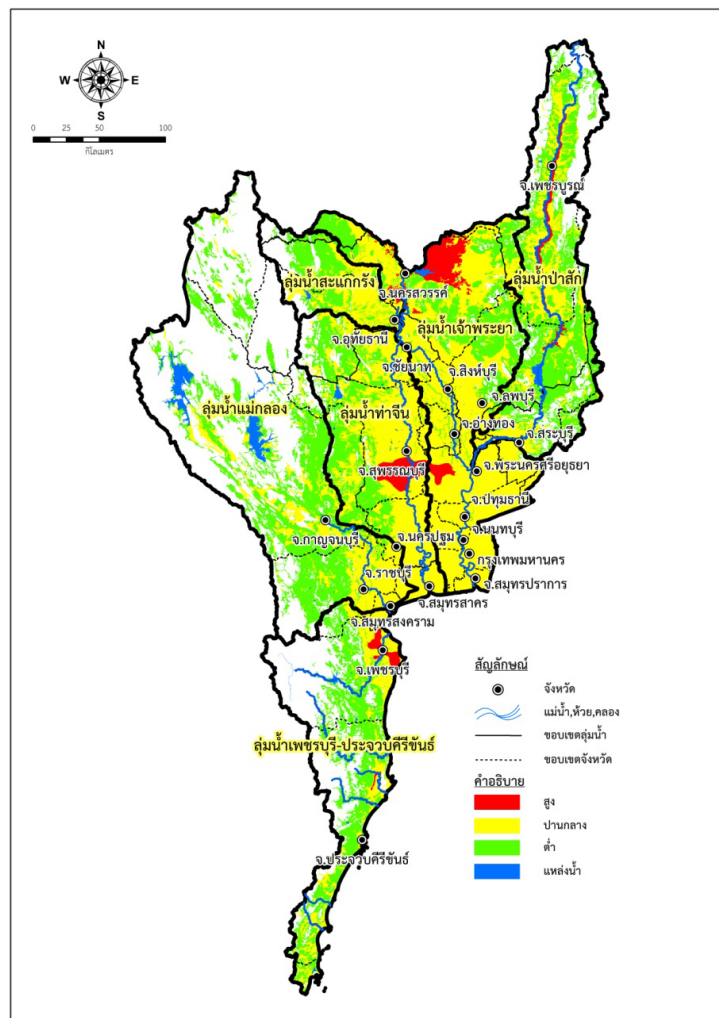 N
W E
S
0 25 50 100
กิโลเมตร
จ.เพชรบูรณ์
ลุ่มน้ำป่าสัก
ลุ่มน้ำสะแกกรัง
จ.นครสวรรค์
ลุ่มน้ำเจ้าพระยา
จ.อุทัยธานี
จ.ชัยนาท
จ.สิงห์บุรี
ลุ่มน้ำแม่กลอง
ลุ่มน้ำท่าจีน
จ.ลพบุรี
จ.อ่างทอง
จ.สระบุรี
จ.สุพรรณบุรี
จ.พระนครศรีอยุธยา
จ.ปทุมธานี
จ.กาญจนบุรี
จ.นครปฐม
จ.นนทบุรี
กรุงเทพมหานคร
จ.ราชบุรี
จ.สมุทรปราการ
จ.สมุทรสาคร
จ.สมุทรสงคราม
จ.เพชรบุรี
ลุ่มน้ำเพชรบุรี-ประจวบคีรีขันธ์
จ.ประจวบคีรีขันธ์
สัญลักษณ์
จังหวัด
แม่น้ำ,ห้วย,คลอง
ขอบเขตลุ่มน้ำ
ขอบเขตจังหวัด
คำอธิบาย
สูง
ปานกลาง
ต่ำ
แหล่งน้ำ